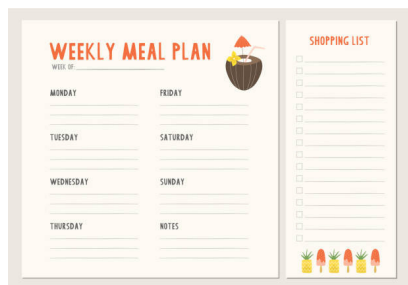 WEEKLY MEAL PLAN
WEEK OF
MONDAY
TUESDAY
WEDNESDAY
THURSDAY
FRIDAY
SATURDAY
SUNDAY
NOTES
SHOPPING LIST